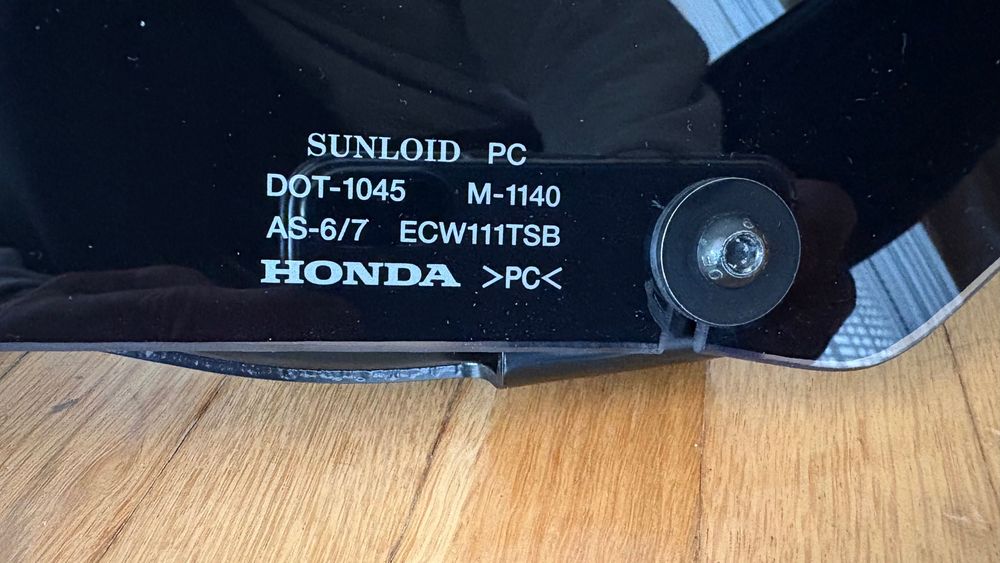 SUNLOID PC
DOT-1045 M-1140
AS-6/7 ECW111TSB
HONDA >PC<